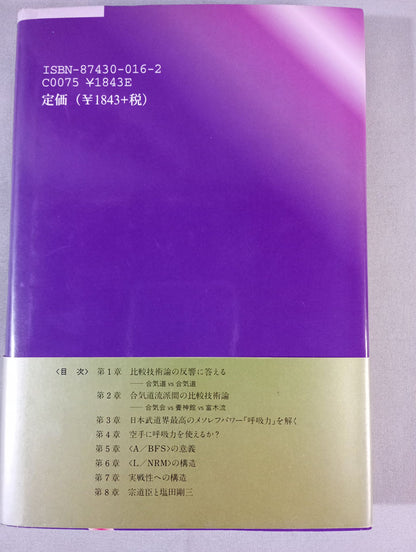 ISBN-87430-016-2
C0075 ¥1843E
定価（¥1843+税）
〈目　次〉 第1章　比較技術論の反響に答える
── 合気道 vs 合気道
第2章　合気道流派間の比較技術論
── 合気会 vs 養神館 vs 富木流
第3章　日本武道界最高のメソレフパワー「呼吸力」を解く
第4章　空手に呼吸力を使えるか？
第5章　〈A／BFS〉の意義
第6章　〈L／NRM〉の構造
第7章　実戦性への構造
第8章　宗道臣と塩田剛三